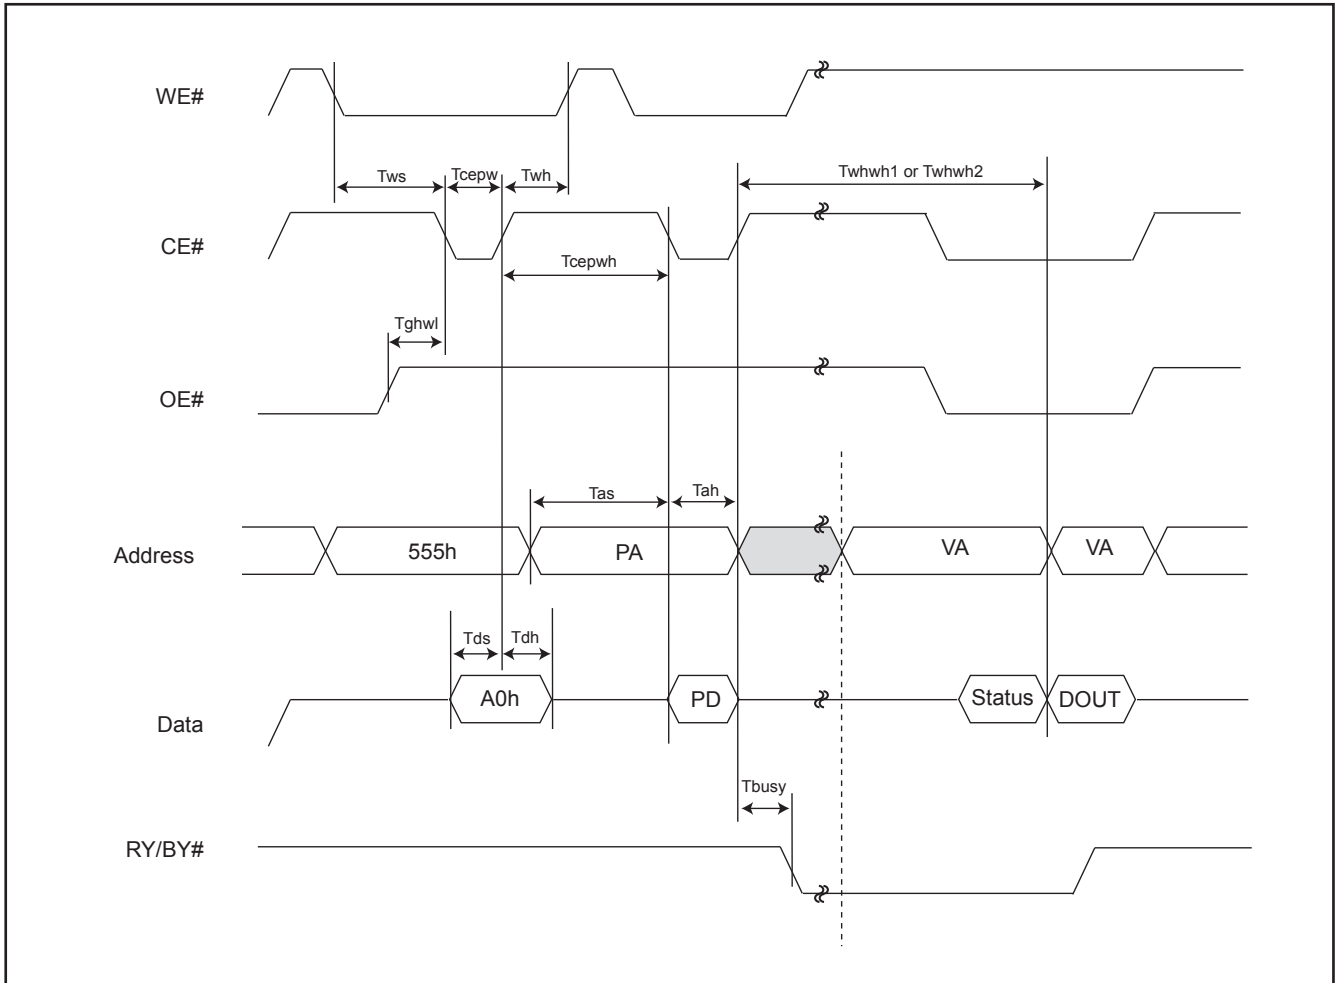 WE#
Tws
Tcepw
Twh
Twhwh1 or Twhwh2
CE#
Tcepwh
Tghwl
OE#
Tas
Tah
Address
555h
PA
VA
VA
Tds
Tdh
Data
A0h
PD
Status
DOUT
Tbusy
RY/BY#